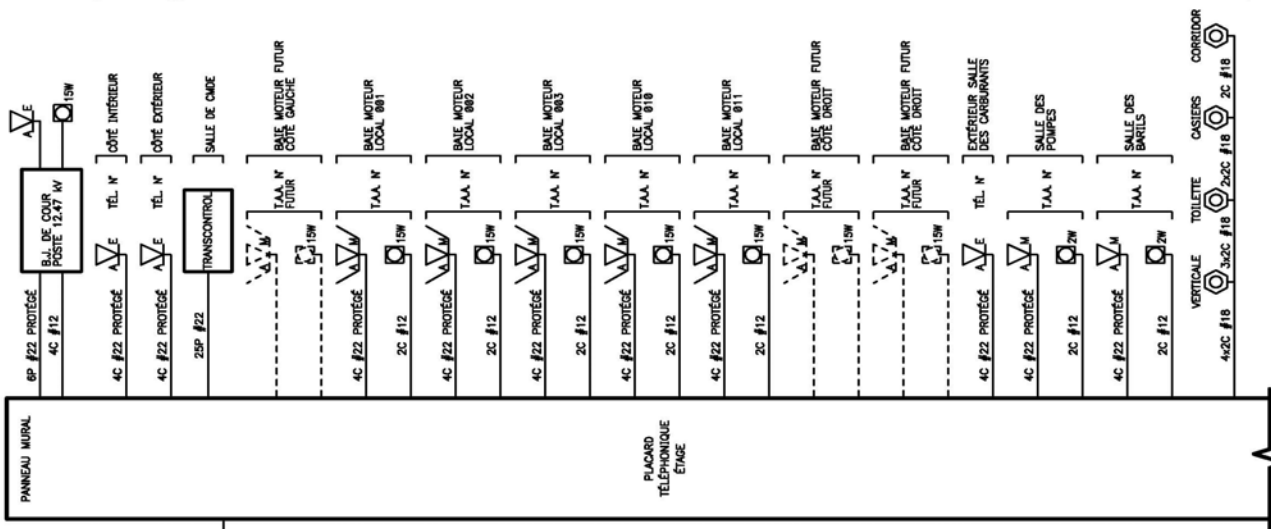 A E
15W
B.J. DE COUR
POSTE 12.47 kV
6P #22 PROTÉGÉ
4C #12
A E
TÉL. N°
CÔTÉ INTÉRIEUR
4C #22 PROTÉGÉ
A E
TÉL. N°
CÔTÉ EXTÉRIEUR
4C #22 PROTÉGÉ
TRANSCONTROL
SALLE DE CMDE
25P #22
A M
15W
T.A.A. N°
FUTUR
BAIE MOTEUR FUTUR
CÔTÉ GAUCHE
A M
15W
T.A.A. N°
BAIE MOTEUR
LOCAL 001
4C #22 PROTÉGÉ
2C #12
A M
15W
T.A.A. N°
BAIE MOTEUR
LOCAL 002
4C #22 PROTÉGÉ
2C #12
A M
15W
T.A.A. N°
BAIE MOTEUR
LOCAL 003
4C #22 PROTÉGÉ
2C #12
A M
15W
T.A.A. N°
BAIE MOTEUR
LOCAL 010
4C #22 PROTÉGÉ
2C #12
A M
15W
T.A.A. N°
BAIE MOTEUR
LOCAL 011
4C #22 PROTÉGÉ
2C #12
A M
15W
T.A.A. N°
FUTUR
BAIE MOTEUR FUTUR
CÔTÉ DROIT
A M
15W
T.A.A. N°
FUTUR
BAIE MOTEUR FUTUR
CÔTÉ DROIT
A E
TÉL. N°
EXTÉRIEUR SALLE
DES CARBURANTS
4C #22 PROTÉGÉ
A M
2W
T.A.A. N°
SALLE DES
POMPES
4C #22 PROTÉGÉ
2C #12
A M
2W
T.A.A. N°
SALLE DES
BARILS
4C #22 PROTÉGÉ
2C #12
4x2C #18
VERTICALE
3x2C #18
TOILETTE
2x2C #18
CASIERS
2C #18
CORRIDOR
PANNEAU MURAL
PLACARD
TÉLÉPHONIQUE
ÉTAGE